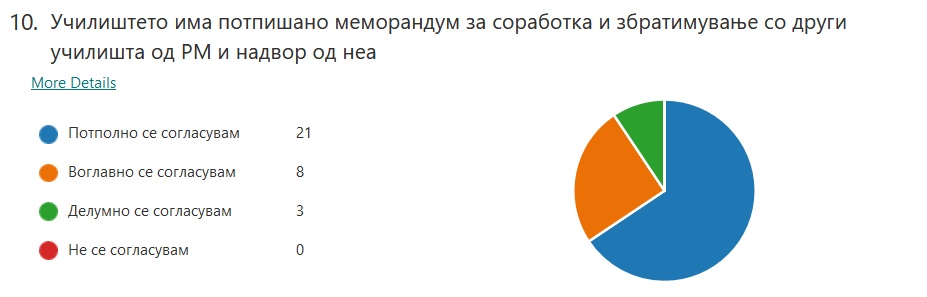 10. Училиштето има потпишано меморандум за соработка и збратимување со други
училишта од РМ и надвор од неа
More Details
Потполно се согласувам 21
Воглавно се согласувам 8
Делумно се согласувам 3
Не се согласувам 0